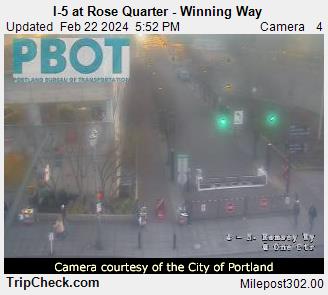 I-5 at Rose Quarter - Winning Way
Updated Feb 22 2024 5:52 PM Camera 4
PBOT
PORTLAND BUREAU OF TRANSPORTATION
Camera courtesy of the City of Portland
TripCheck.com Milepost302.00